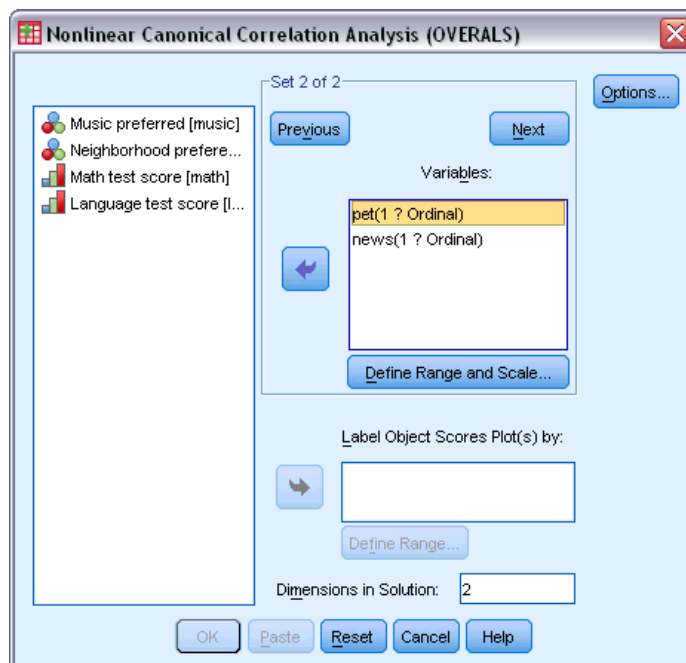 Nonlinear Canonical Correlation Analysis (OVERALS)
Set 2 of 2
Options...
Previous
Next
Music preferred [music]
Neighborhood prefere...
Math test score [math]
Language test score [l...
Variables:
pet(1 ? Ordinal)
news(1 ? Ordinal)
Define Range and Scale...
Label Object Scores Plot(s) by:
Define Range...
Dimensions in Solution:
2
OK
Paste
Reset
Cancel
Help